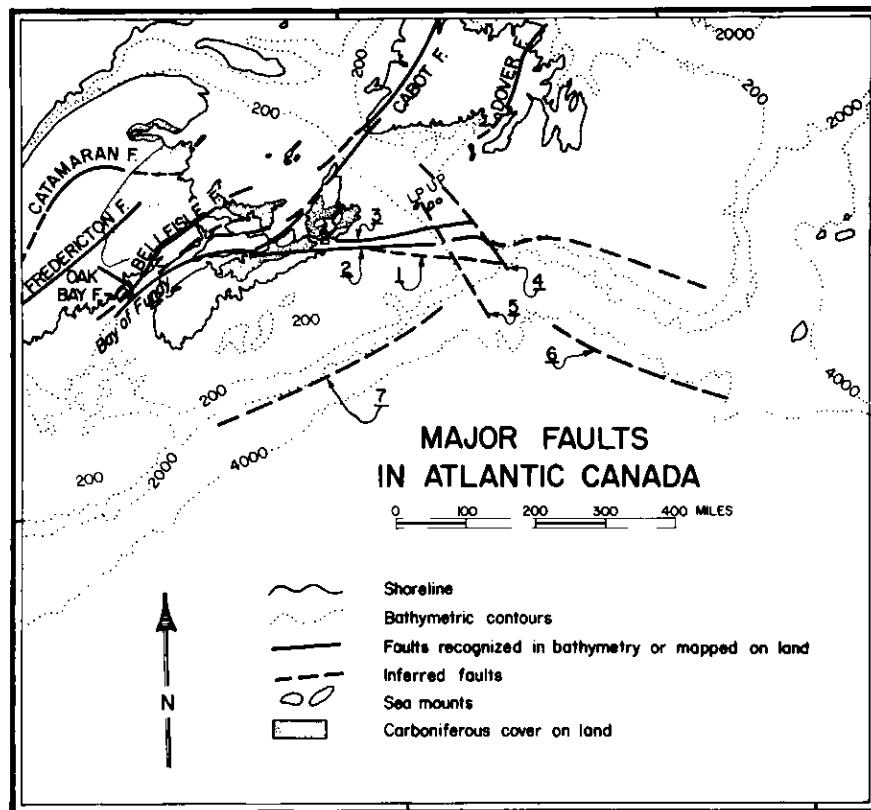 2000
200
2000
200
200
CABOT F.
DOVER F.
CATAMARAN F.
FREDERICTON F.
BELLEISLE F.
OAK
BAY F.
Bay of Fundy
UP UP
3
2
1
4
5
6
7
200
200
200
2000
4000
4000
MAJOR FAULTS
IN ATLANTIC CANADA
0 100 200 300 400 MILES
N
Shoreline
Bathymetric contours
Faults recognized in bathymetry or mapped on land
Inferred faults
Sea mounts
Carboniferous cover on land